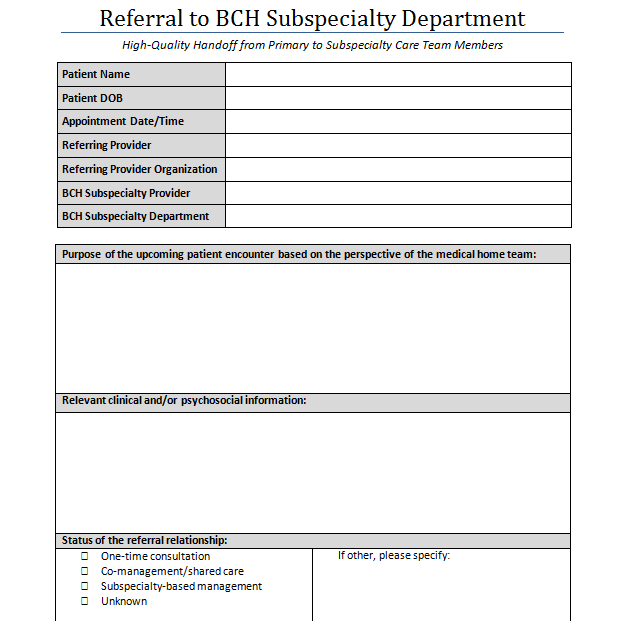 Referral to BCH Subspecialty Department
High-Quality Handoff from Primary to Subspecialty Care Team Members
Patient Name
Patient DOB
Appointment Date/Time
Referring Provider
Referring Provider Organization
BCH Subspecialty Provider
BCH Subspecialty Department
Purpose of the upcoming patient encounter based on the perspective of the medical home team:
Relevant clinical and/or psychosocial information:
Status of the referral relationship:
One-time consultation
Co-management/shared care
Subspecialty-based management
Unknown
If other, please specify: